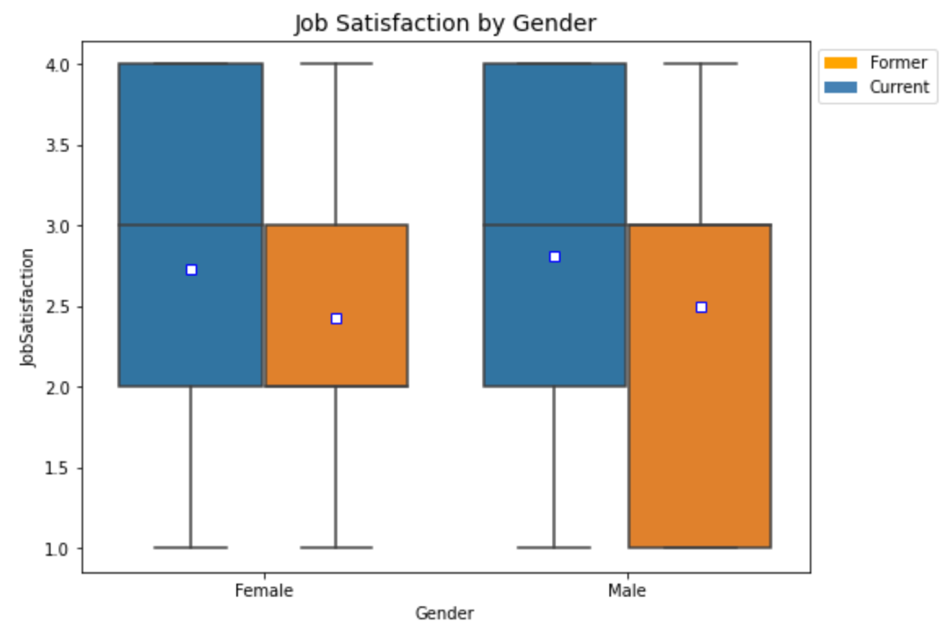 Job Satisfaction by Gender
Former
Current
JobSatisfaction
4.0
3.5
3.0
2.5
2.0
1.5
1.0
Female
Male
Gender